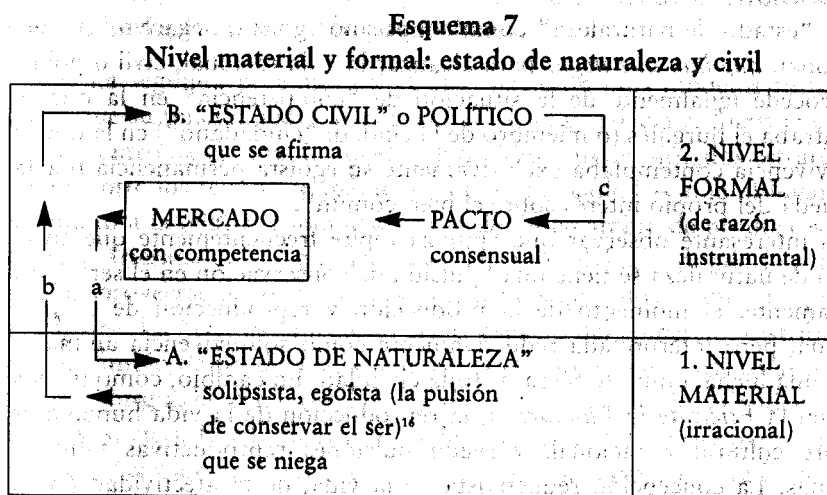 Esquema 7
Nivel material y formal: estado de naturaleza y civil
B. “ESTADO CIVIL” o POLÍTICO
que se afirma
c
MERCADO
con competencia
PACTO
consensual
2. NIVEL
FORMAL
(de razón
instrumental)
b
a
A. “ESTADO DE NATURALEZA”
solipsista, egoísta (la pulsión
de conservar el ser)¹⁶
que se niega
1. NIVEL
MATERIAL
(irracional)